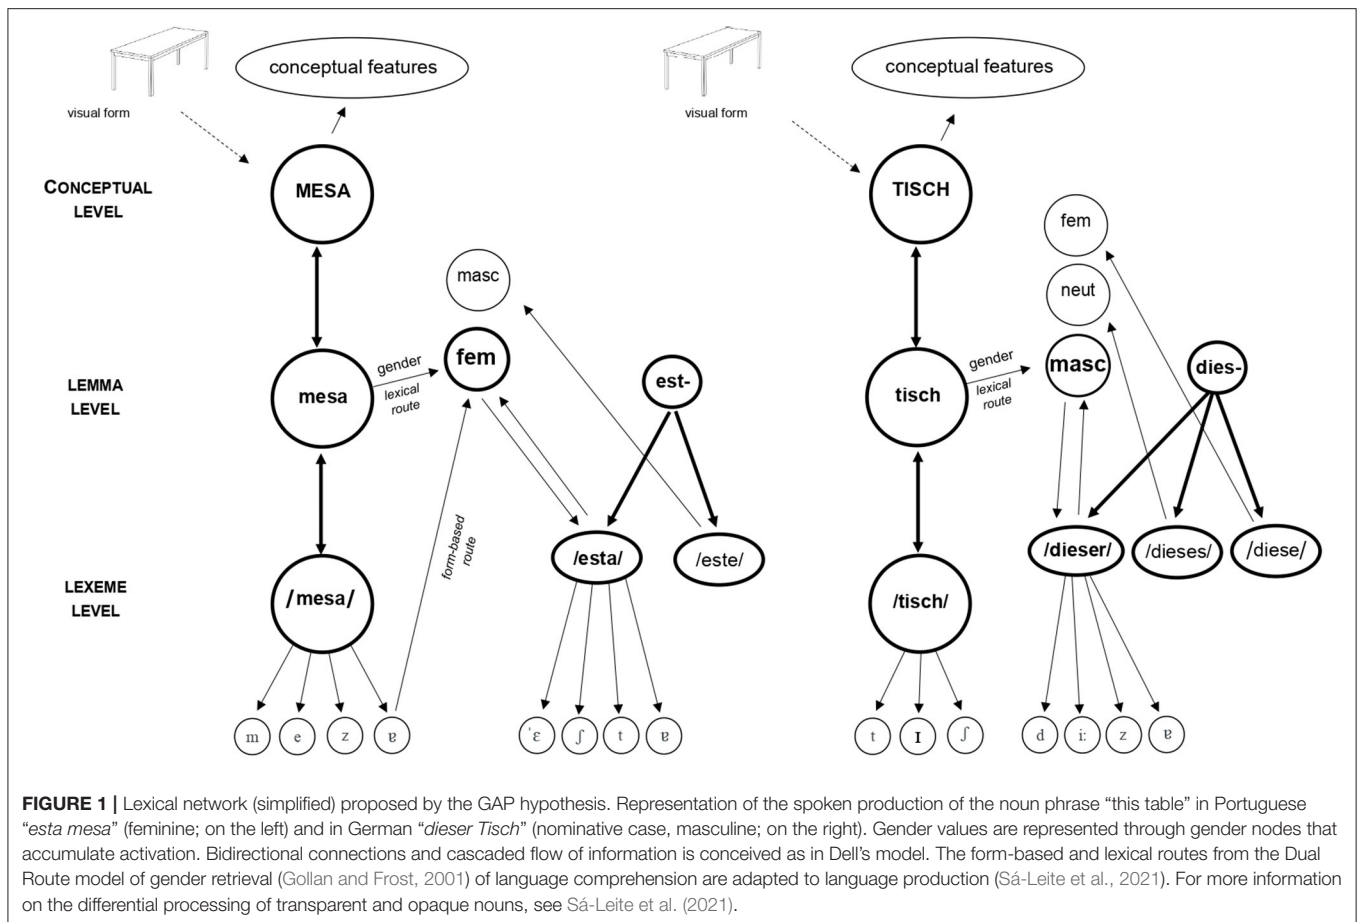 conceptual features
visual form
CONCEPTUAL
LEVEL
MESA
masc
fem
gender
lexical
route
mesa
LEMMA
LEVEL
est-
form-based
route
/esta/
/este/
LEXEME
LEVEL
/mesa/
m e z ɐ
ˈɛ ʃ t ɐ
conceptual features
visual form
TISCH
fem
neut
masc
gender
lexical
route
tisch
dies-
/dieser/
/dieses/
/diese/
/tisch/
t I ʃ
d i: z ɐ
FIGURE 1 | Lexical network (simplified) proposed by the GAP hypothesis. Representation of the spoken production of the noun phrase “this table” in Portuguese
“esta mesa” (feminine; on the left) and in German “dieser Tisch” (nominative case, masculine; on the right). Gender values are represented through gender nodes that
accumulate activation. Bidirectional connections and cascaded flow of information is conceived as in Dell’s model. The form-based and lexical routes from the Dual
Route model of gender retrieval (Gollan and Frost, 2001) of language comprehension are adapted to language production (Sá-Leite et al., 2021). For more information
on the differential processing of transparent and opaque nouns, see Sá-Leite et al. (2021).